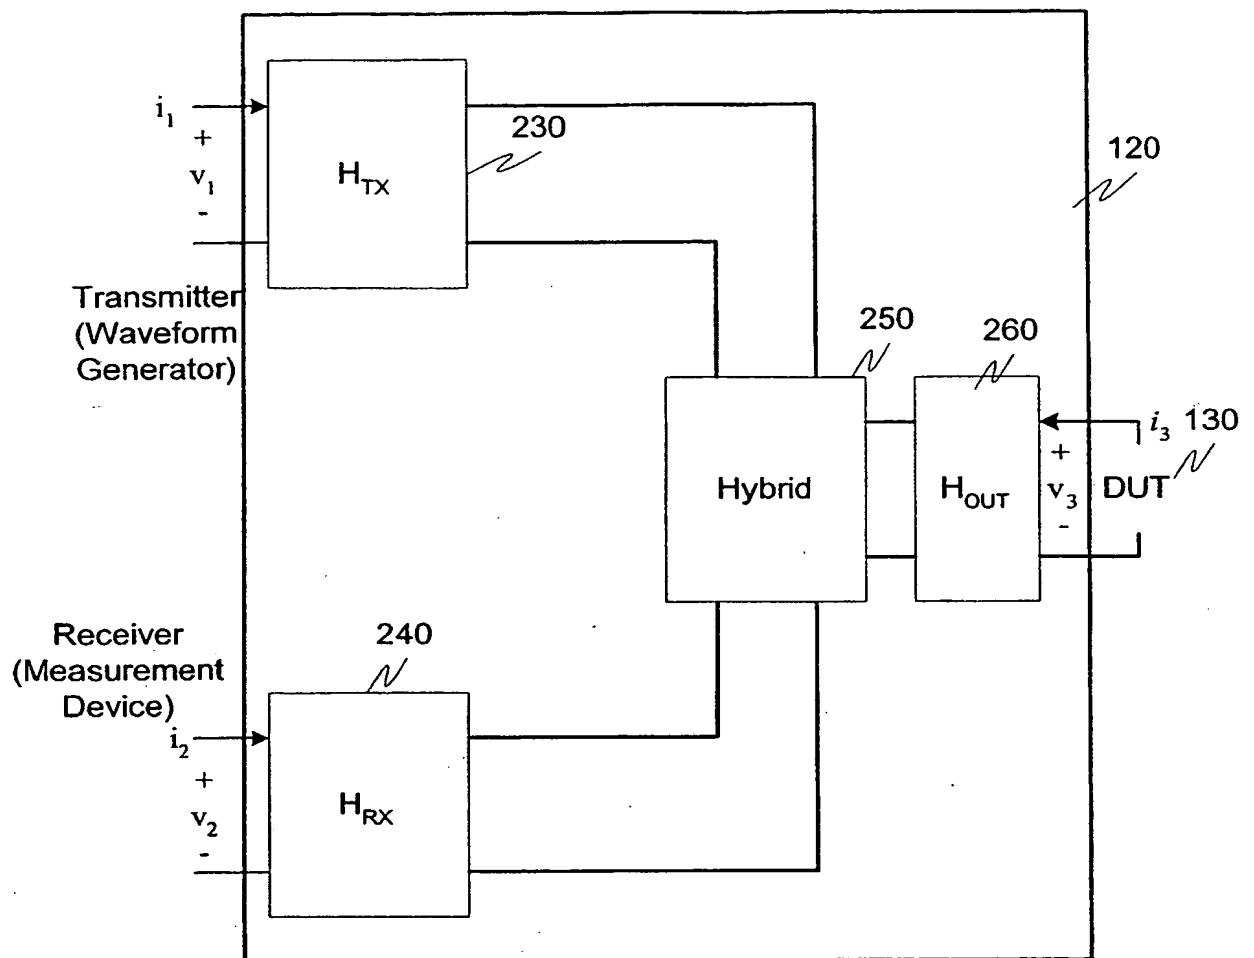 i1
+
v1
-
HTX
230
120
Transmitter
(Waveform
Generator)
250
260
Hybrid
HOUT
i3
+
v3
-
DUT
130
Receiver
(Measurement
Device)
240
i2
+
v2
-
HRX